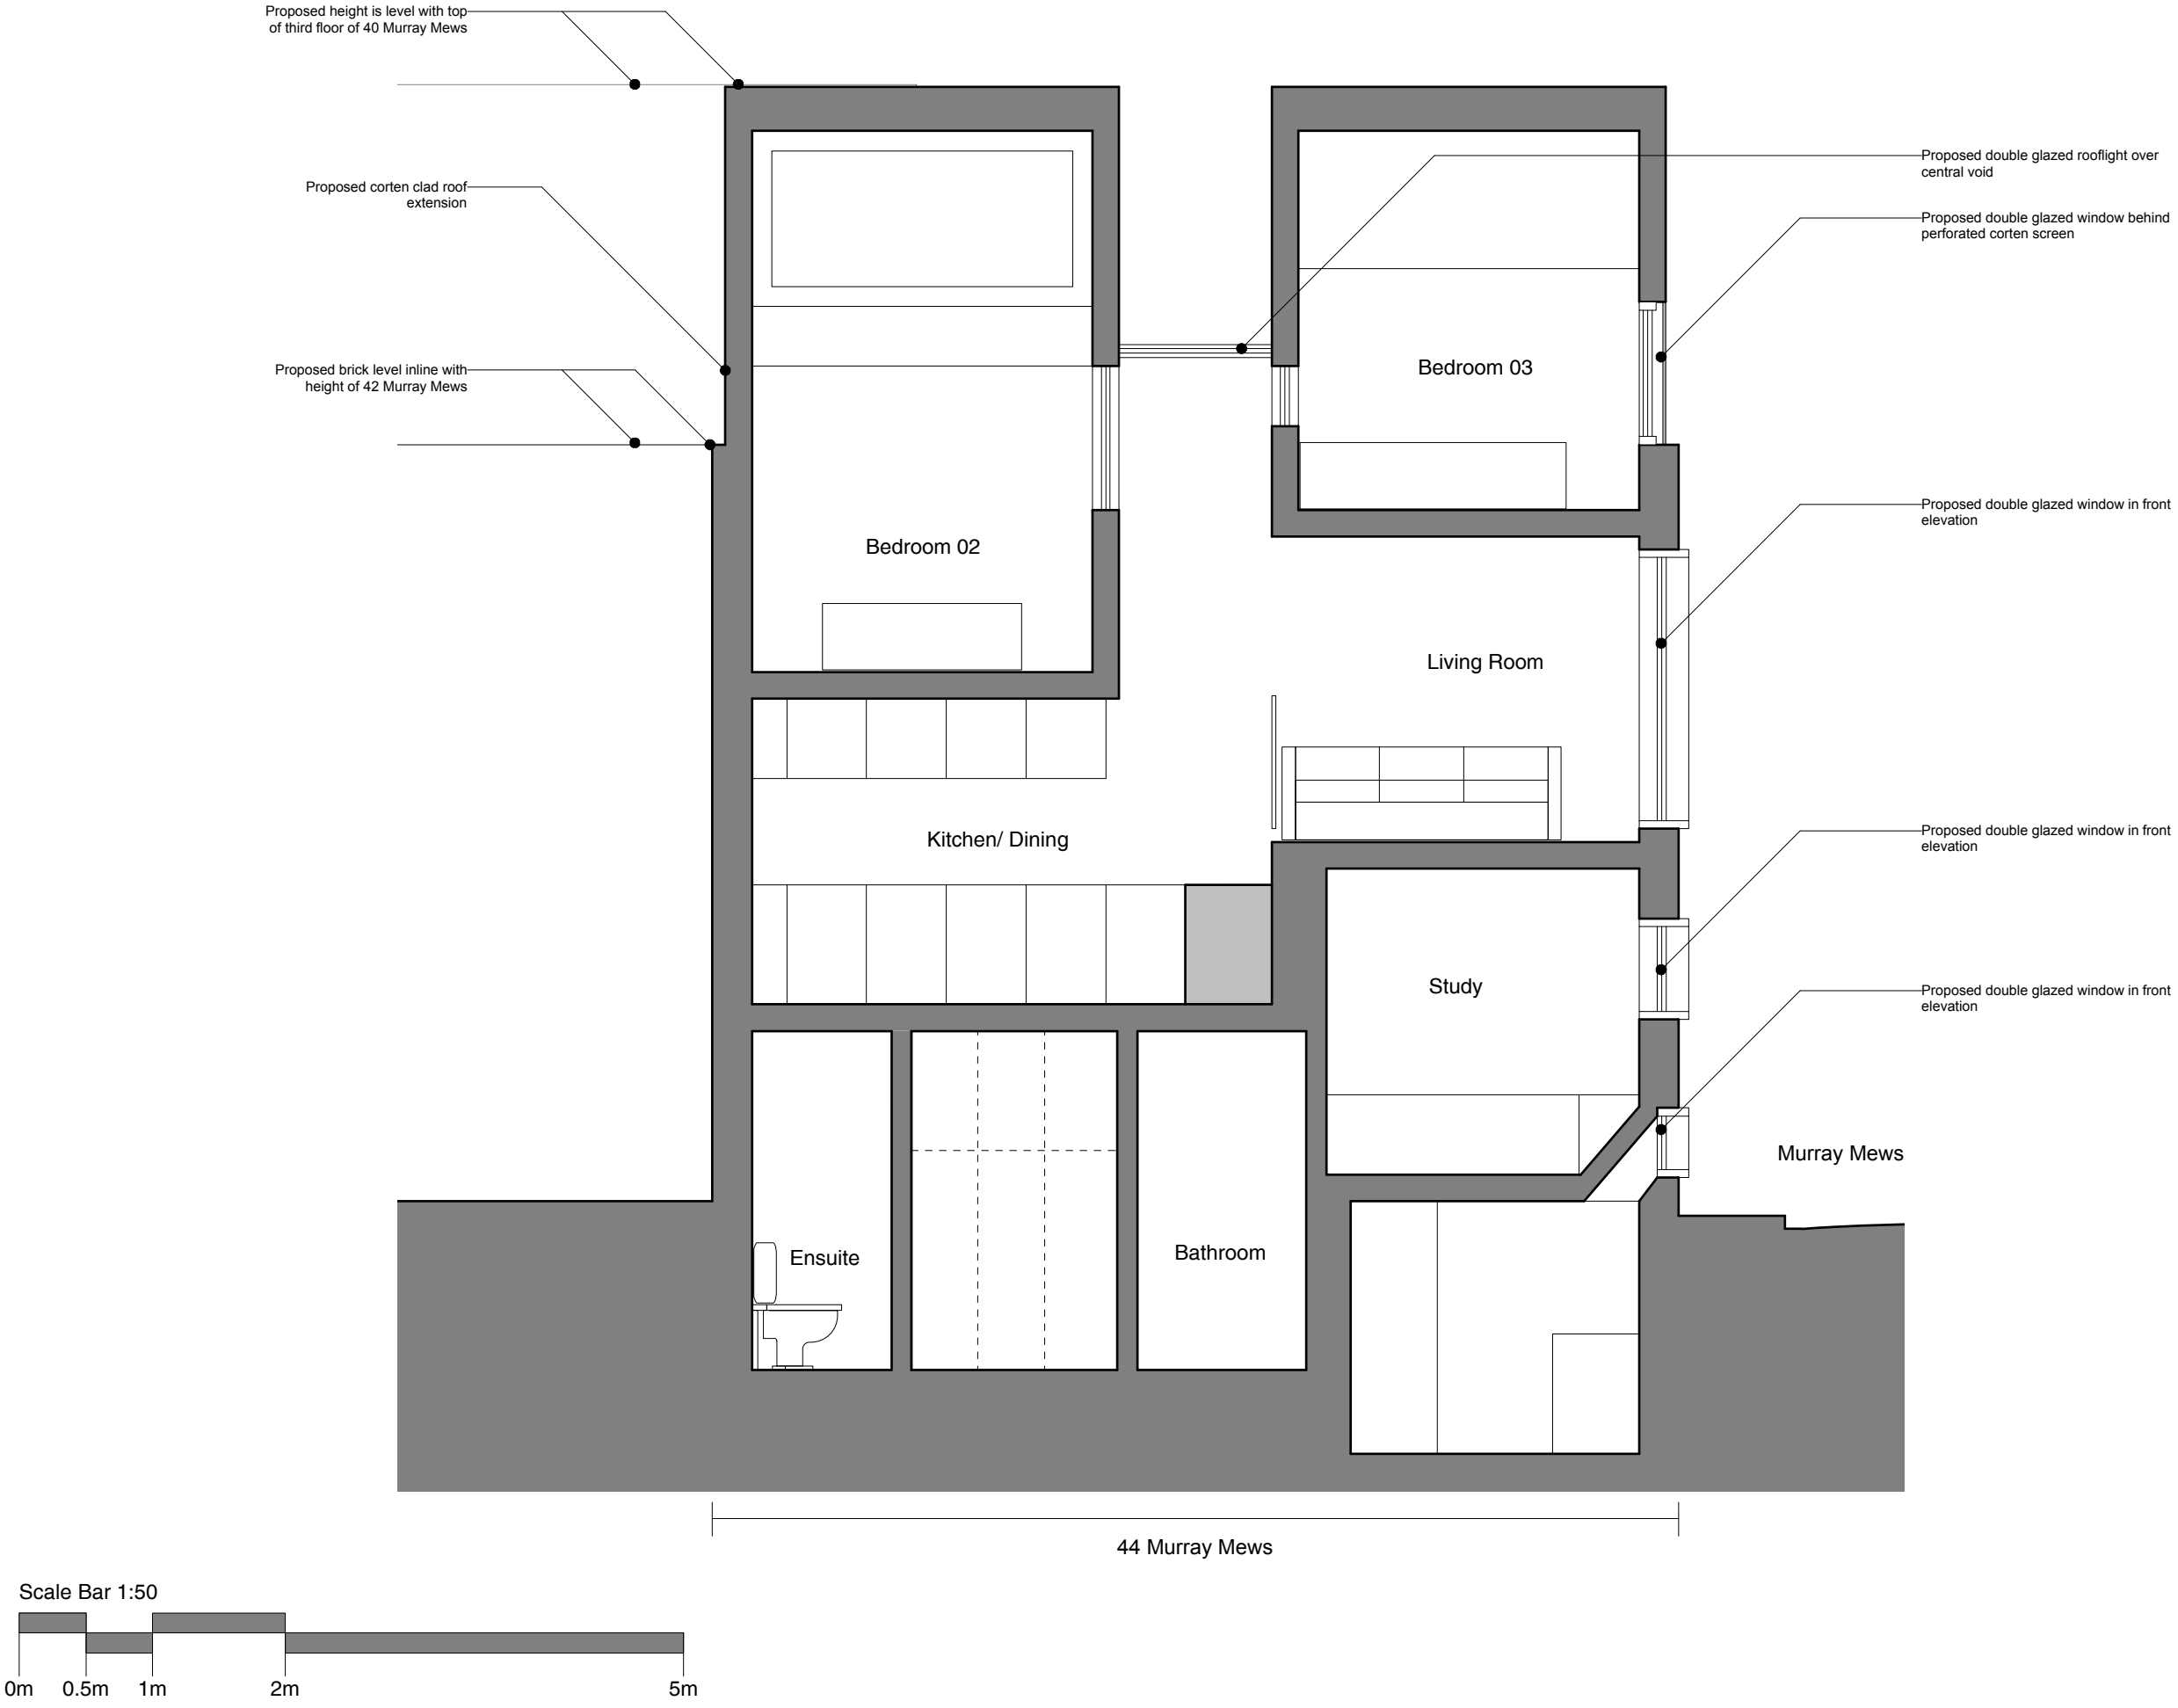 Proposed height is level with top
of third floor of 40 Murray Mews
Proposed corten clad roof
extension
Proposed brick level inline with
height of 42 Murray Mews
Proposed double glazed rooflight over
central void
Proposed double glazed window behind
perforated corten screen
Proposed double glazed window in front
elevation
Proposed double glazed window in front
elevation
Proposed double glazed window in front
elevation
Bedroom 03
Bedroom 02
Living Room
Kitchen/ Dining
Study
Murray Mews
Ensuite
Bathroom
44 Murray Mews
Scale Bar 1:50
0m 0.5m 1m 2m 5m